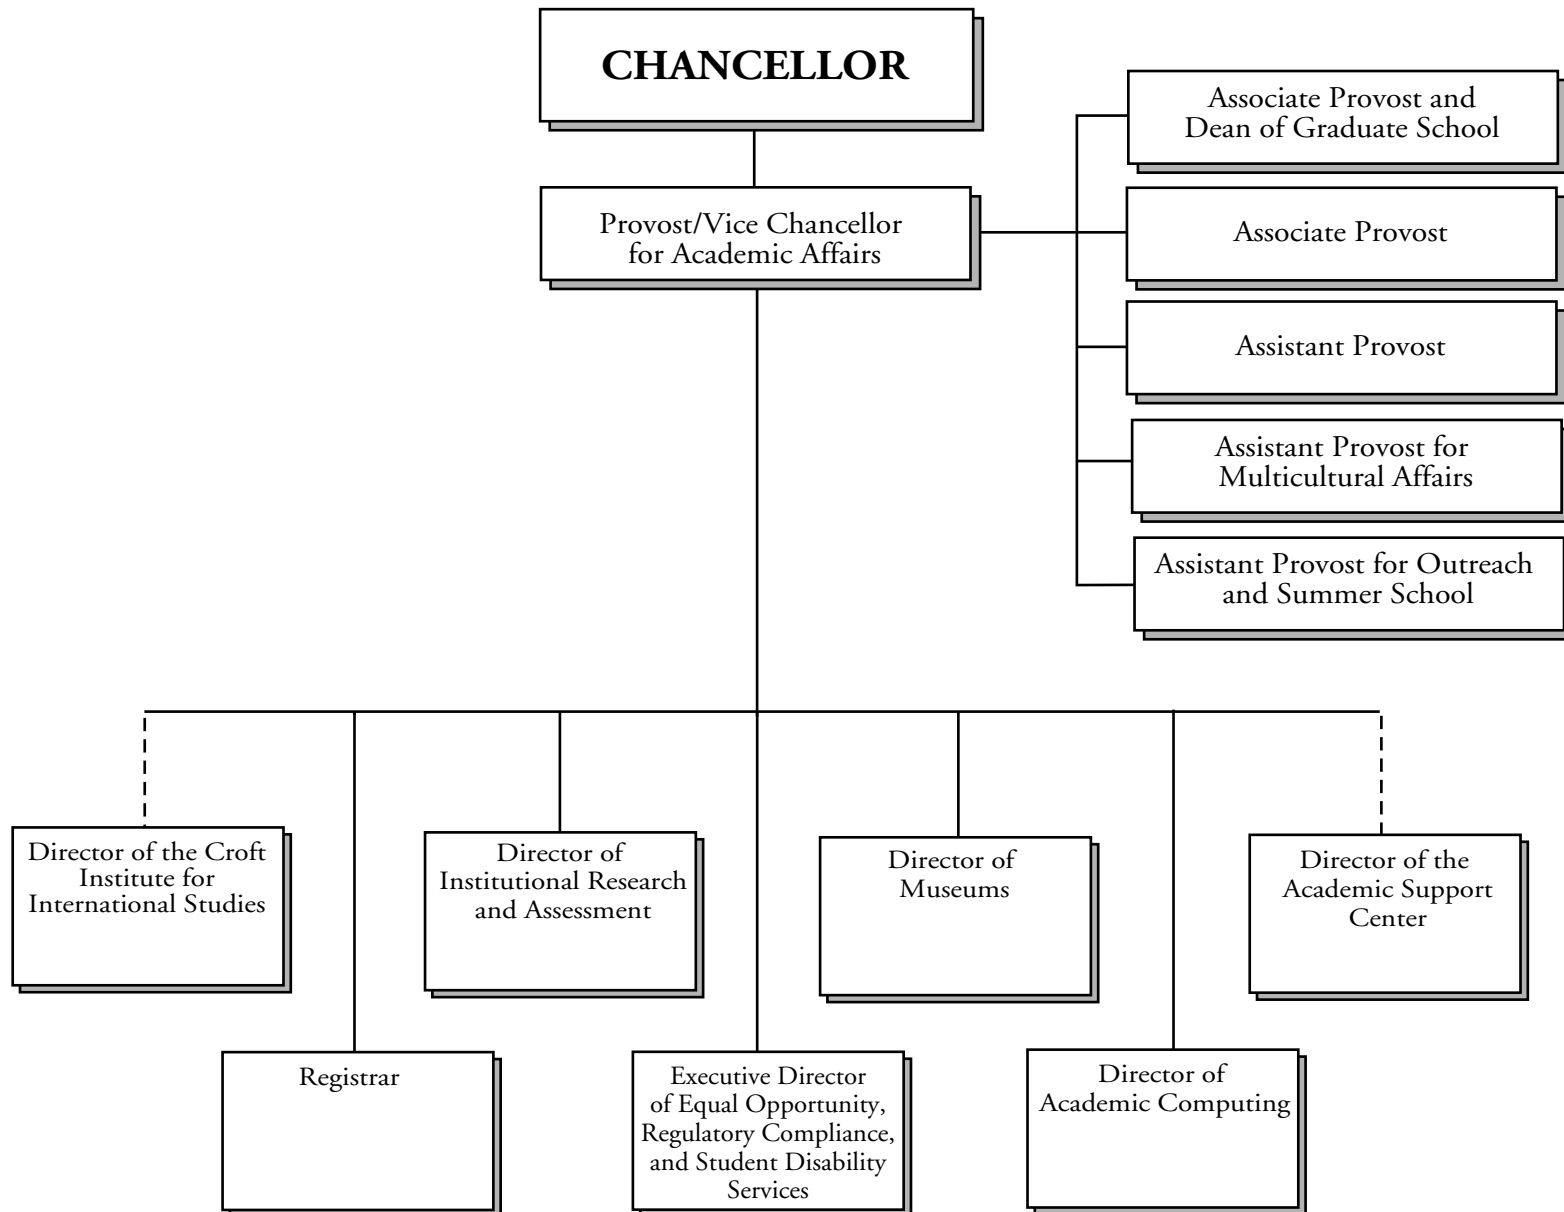 CHANCELLOR
Provost/Vice Chancellor
for Academic Affairs
Associate Provost and
Dean of Graduate School
Associate Provost
Assistant Provost
Assistant Provost for
Multicultural Affairs
Assistant Provost for Outreach
and Summer School
Director of the Croft
Institute for
International Studies
Director of
Institutional Research
and Assessment
Director of
Museums
Director of the
Academic Support
Center
Registrar
Executive Director
of Equal Opportunity,
Regulatory Compliance,
and Student Disability
Services
Director of
Academic Computing